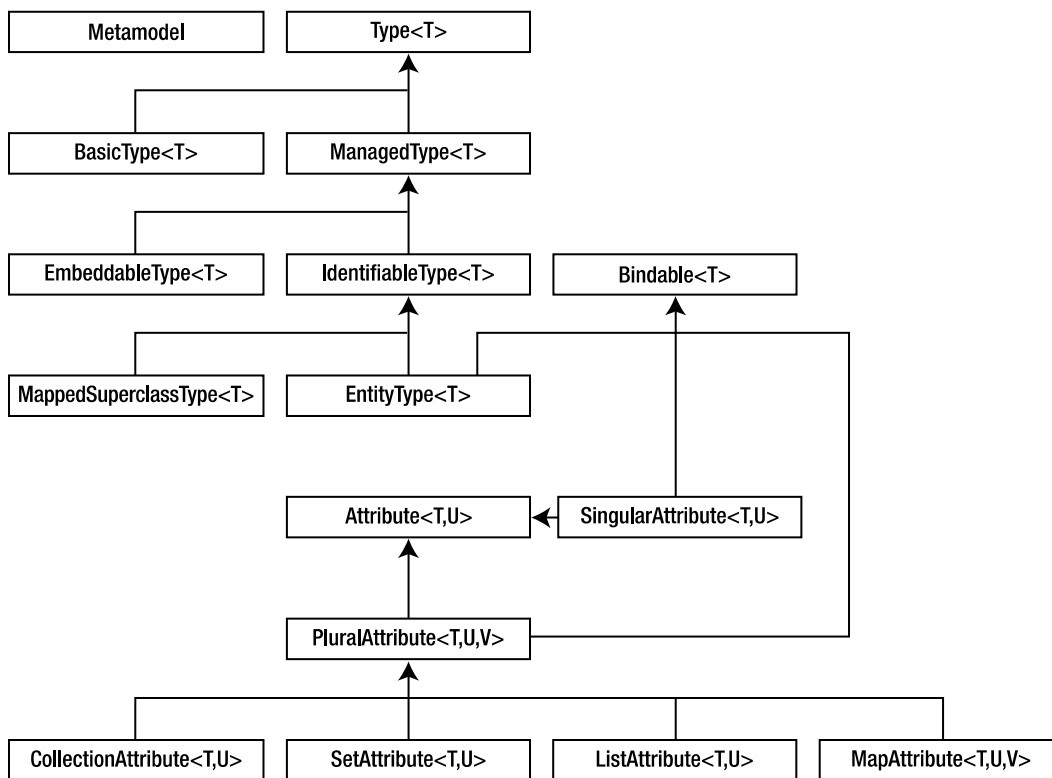 Metamodel
Type<T>
BasicType<T>
ManagedType<T>
EmbeddableType<T>
IdentifiableType<T>
Bindable<T>
MappedSuperclassType<T>
EntityType<T>
Attribute<T,U>
SingularAttribute<T,U>
PluralAttribute<T,U,V>
CollectionAttribute<T,U>
SetAttribute<T,U>
ListAttribute<T,U>
MapAttribute<T,U,V>